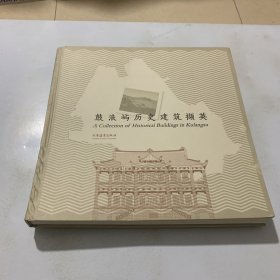 鼓浪屿历史建筑撷英
A Collection of Historical Buildings in Kulangsu